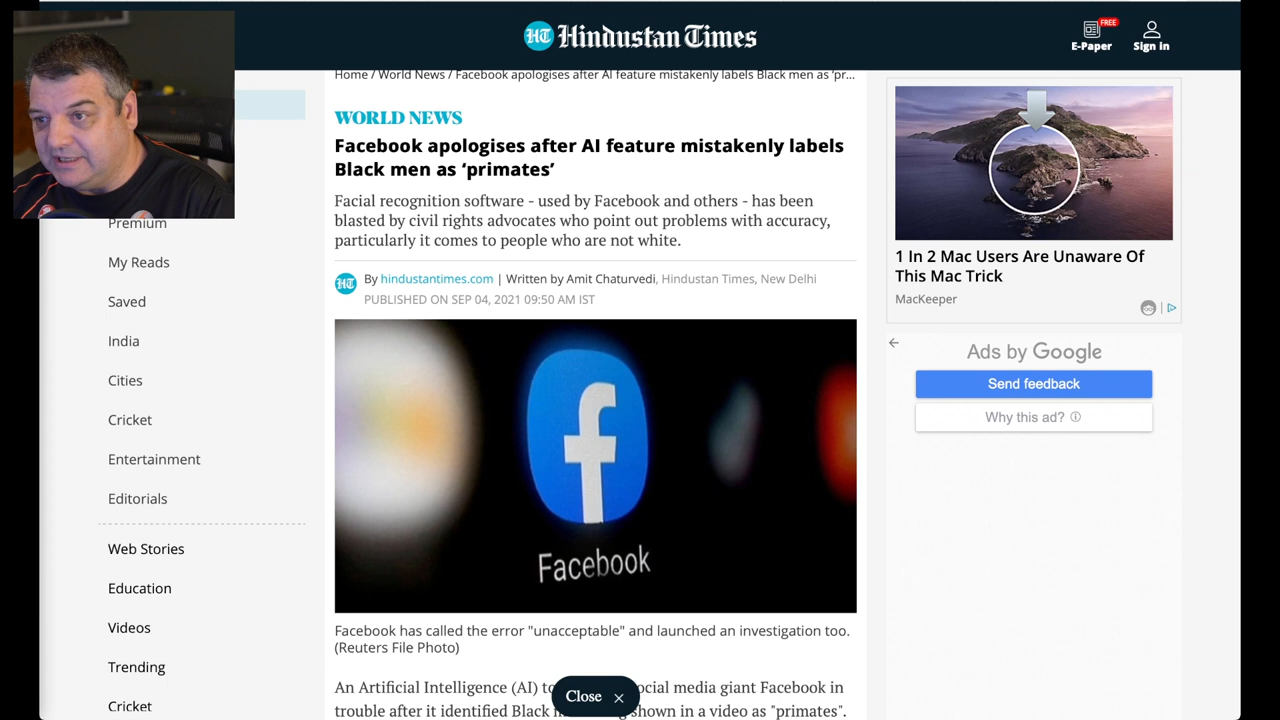 HT Hindustan Times
FREE
E-Paper
Sign in
Home / World News / Facebook apologises after AI feature mistakenly labels Black men as 'pr...
WORLD NEWS
Facebook apologises after AI feature mistakenly labels
Black men as ‘primates’
Facial recognition software - used by Facebook and others - has been
blasted by civil rights advocates who point out problems with accuracy,
particularly it comes to people who are not white.
HT
By hindustantimes.com | Written by Amit Chaturvedi, Hindustan Times, New Delhi
PUBLISHED ON SEP 04, 2021 09:50 AM IST
Facebook
Facebook has called the error "unacceptable" and launched an investigation too.
(Reuters File Photo)
An Artificial Intelligence (AI)
social media giant Facebook in
trouble after it identified Black
shown in a video as "primates".
Close
Premium
My Reads
Saved
India
Cities
Cricket
Entertainment
Editorials
Web Stories
Education
Videos
Trending
Cricket
1 In 2 Mac Users Are Unaware Of
This Mac Trick
MacKeeper
Ads by Google
Send feedback
Why this ad?